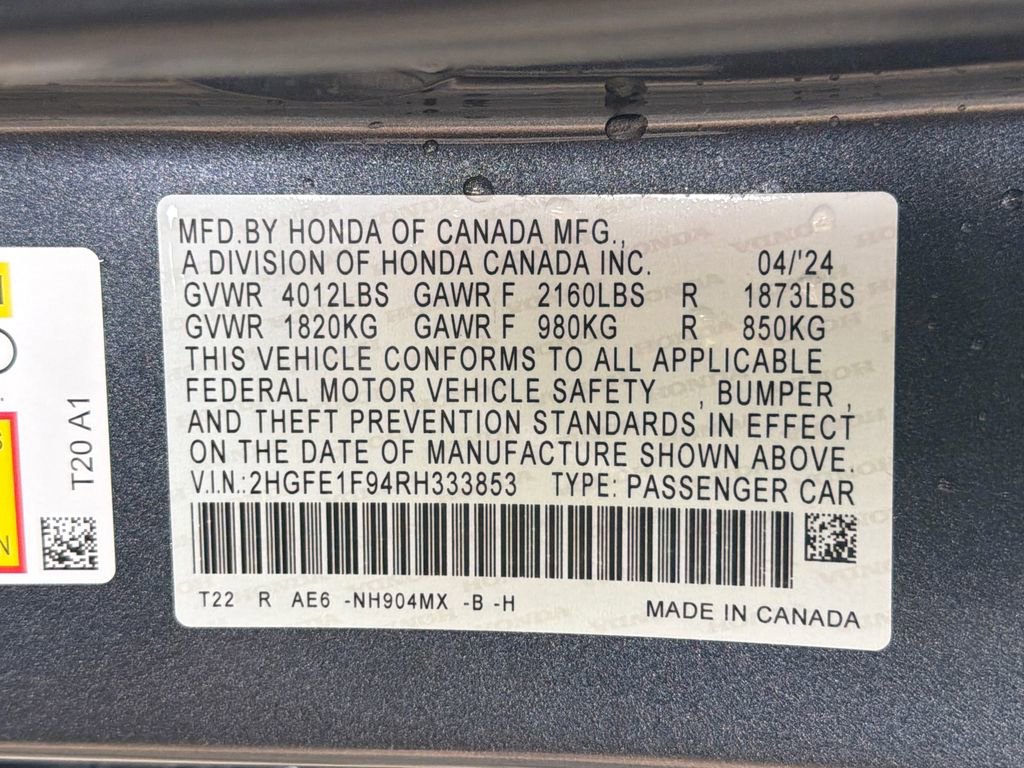 MFD.BY HONDA OF CANADA MFG.,
A DIVISION OF HONDA CANADA INC. 04/'24
GVWR 4012LBS GAWR F 2160LBS R 1873LBS
GVWR 1820KG GAWR F 980KG R 850KG
THIS VEHICLE CONFORMS TO ALL APPLICABLE
FEDERAL MOTOR VEHICLE SAFETY , BUMPER ,
AND THEFT PREVENTION STANDARDS IN EFFECT
ON THE DATE OF MANUFACTURE SHOWN ABOVE.
V.I.N.:2HGFE1F94RH333853 TYPE: PASSENGER CAR
T22 R AE6 -NH904MX -B -H MADE IN CANADA
T20 A1